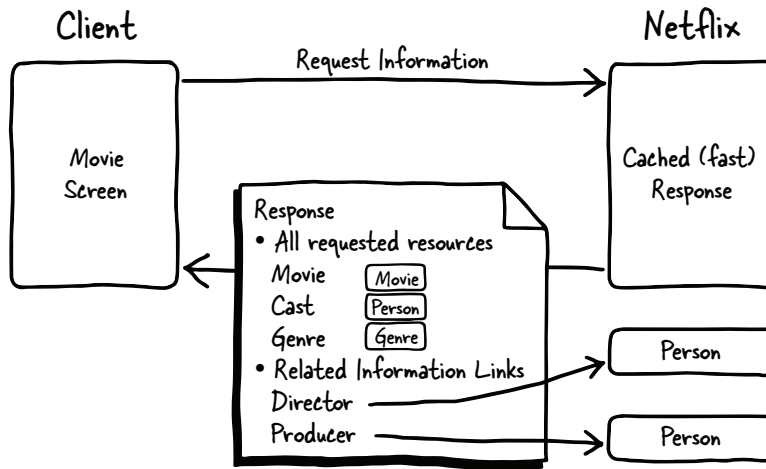 Client
Netflix
Request Information
Movie
Screen
Cached (fast)
Response
Response
• All requested resources
Movie Movie
Cast Person
Genre Genre
• Related Information Links
Director
Producer
Person
Person